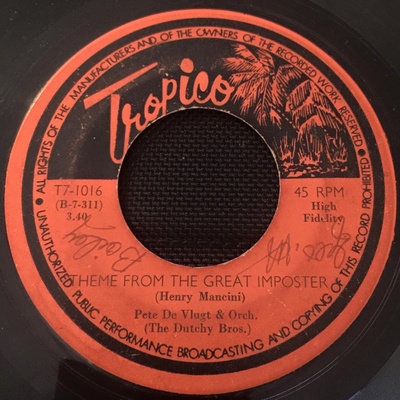 ALL RIGHTS OF THE MANUFACTURERS AND OF THE OWNERS OF THE RECORDED WORK RESERVED
UNAUTHORIZED PUBLIC PERFORMANCE BROADCASTING AND COPYING OF THIS RECORD PROHIBITED
Tropico
T7-1016
(B-7-311)
3.40
45 RPM
High
Fidelity
Bailey
THEME FROM THE GREAT IMPOSTER
(Henry Mancini)
Pete De Vlugt & Orch.
(The Dutchy Bros.)